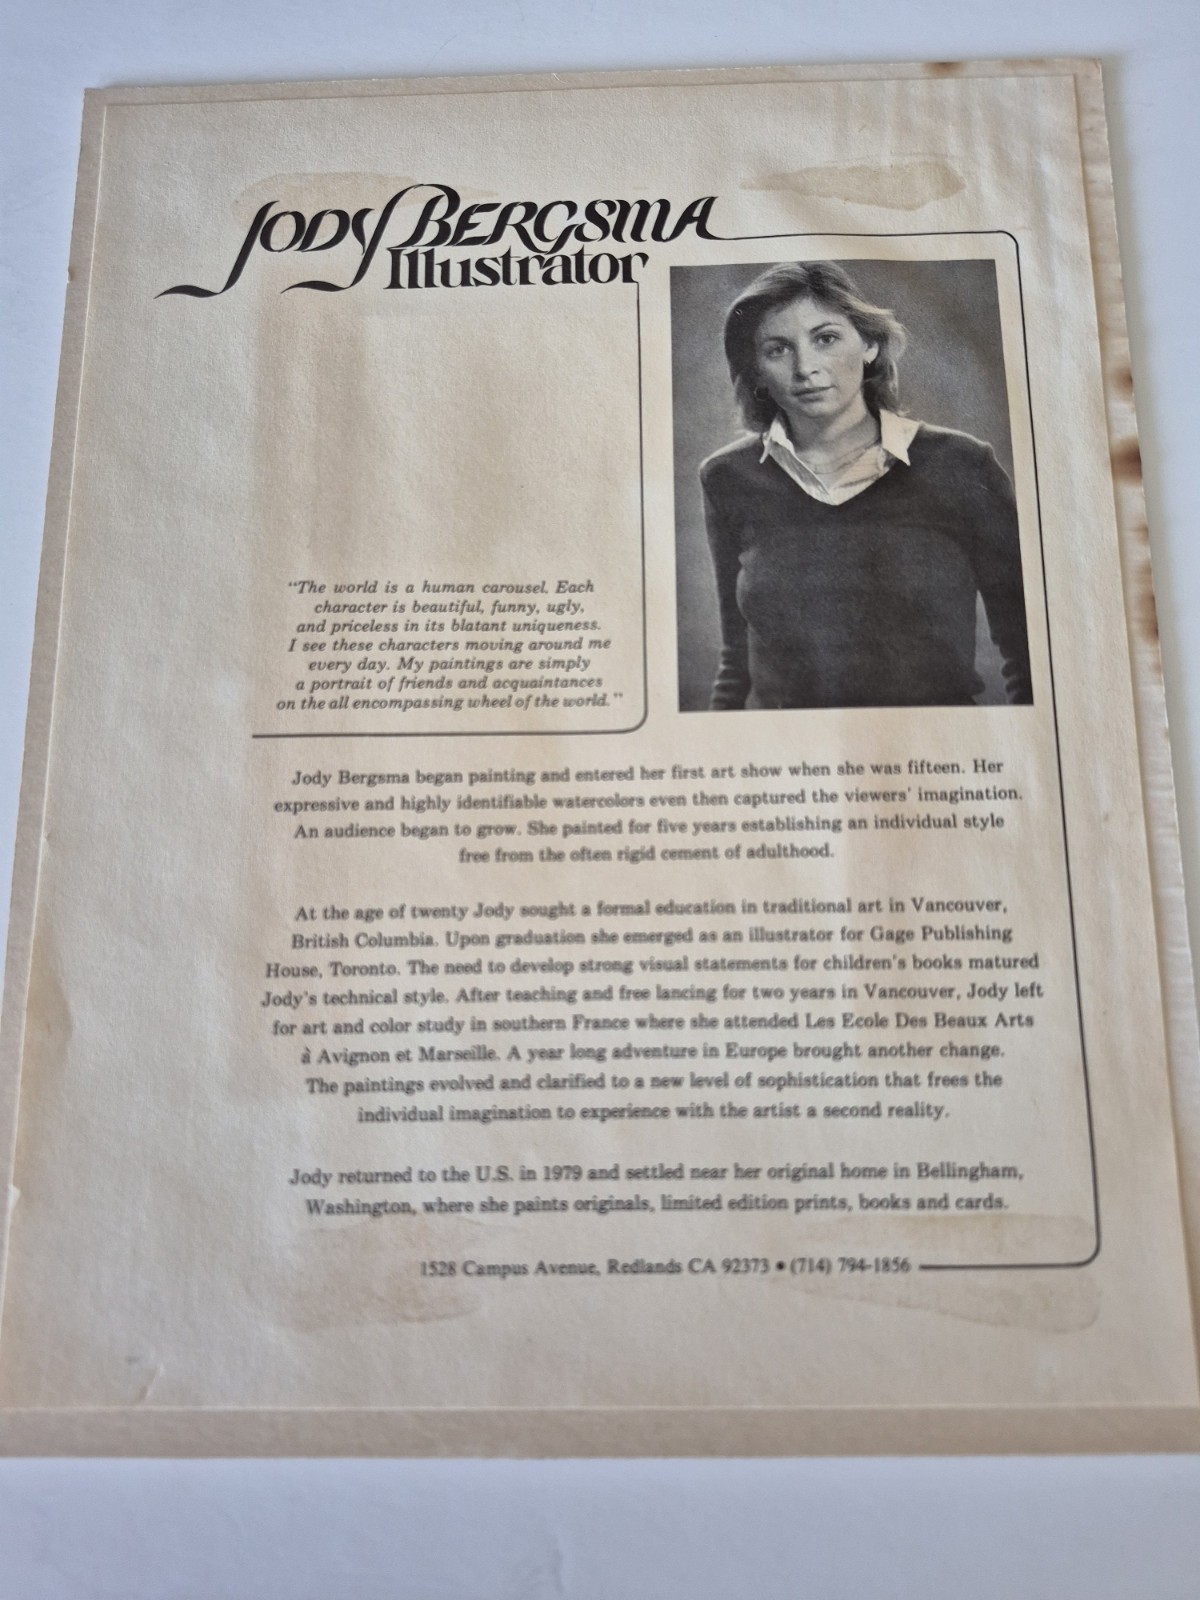 JODY BERGSMA
Illustrator
"The world is a human carousel. Each
character is beautiful, funny, ugly,
and priceless in its blatant uniqueness.
I see these characters moving around me
every day. My paintings are simply
a portrait of friends and acquaintances
on the all encompassing wheel of the world."
Jody Bergsma began painting and entered her first art show when she was fifteen. Her
expressive and highly identifiable watercolors even then captured the viewers' imagination.
An audience began to grow. She painted for five years establishing an individual style
free from the often rigid cement of adulthood.
At the age of twenty Jody sought a formal education in traditional art in Vancouver,
British Columbia. Upon graduation she emerged as an illustrator for Gage Publishing
House, Toronto. The need to develop strong visual statements for children's books matured
Jody's technical style. After teaching and free lancing for two years in Vancouver, Jody left
for art and color study in southern France where she attended Les Ecole Des Beaux Arts
à Avignon et Marseille. A year long adventure in Europe brought another change.
The paintings evolved and clarified to a new level of sophistication that frees the
individual imagination to experience with the artist a second reality.
Jody returned to the U.S. in 1979 and settled near her original home in Bellingham,
Washington, where she paints originals, limited edition prints, books and cards.
1528 Campus Avenue, Redlands CA 92373 • (714) 794-1856